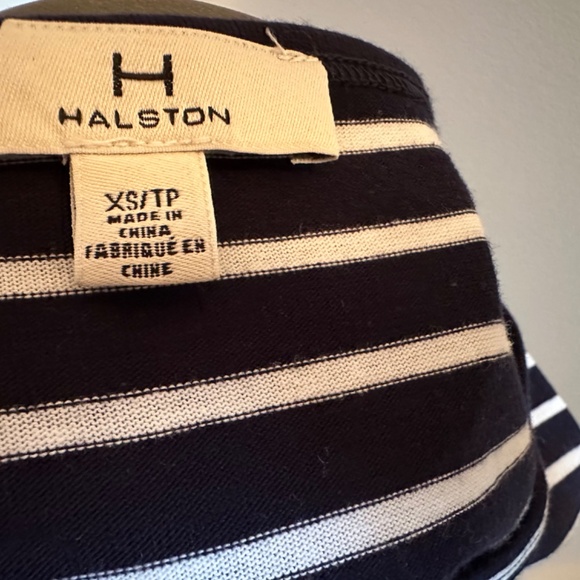 H
HALSTON
XS/TP
MADE IN
CHINA
FABRIQUÉ EN
CHINE